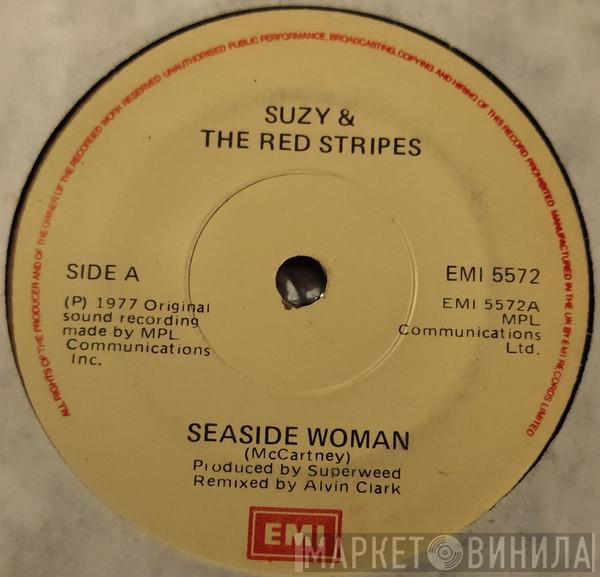 ALL RIGHTS OF THE PRODUCER AND OF THE OWNER OF THE RECORDED WORK RESERVED · UNAUTHORISED PUBLIC PERFORMANCE, BROADCASTING, COPYING AND HIRING OF THIS RECORD PROHIBITED MANUFACTURED IN THE UK BY EMI RECORDS LIMITED
SUZY &
THE RED STRIPES
SIDE A
(P) 1977 Original
sound recording
made by MPL
Communications
Inc.
EMI 5572
EMI 5572A
MPL
Communications
Ltd.
SEASIDE WOMAN
(McCartney)
Produced by Superweed
Remixed by Alvin Clark
EMI
МАРКЕТ ВИНИЛА